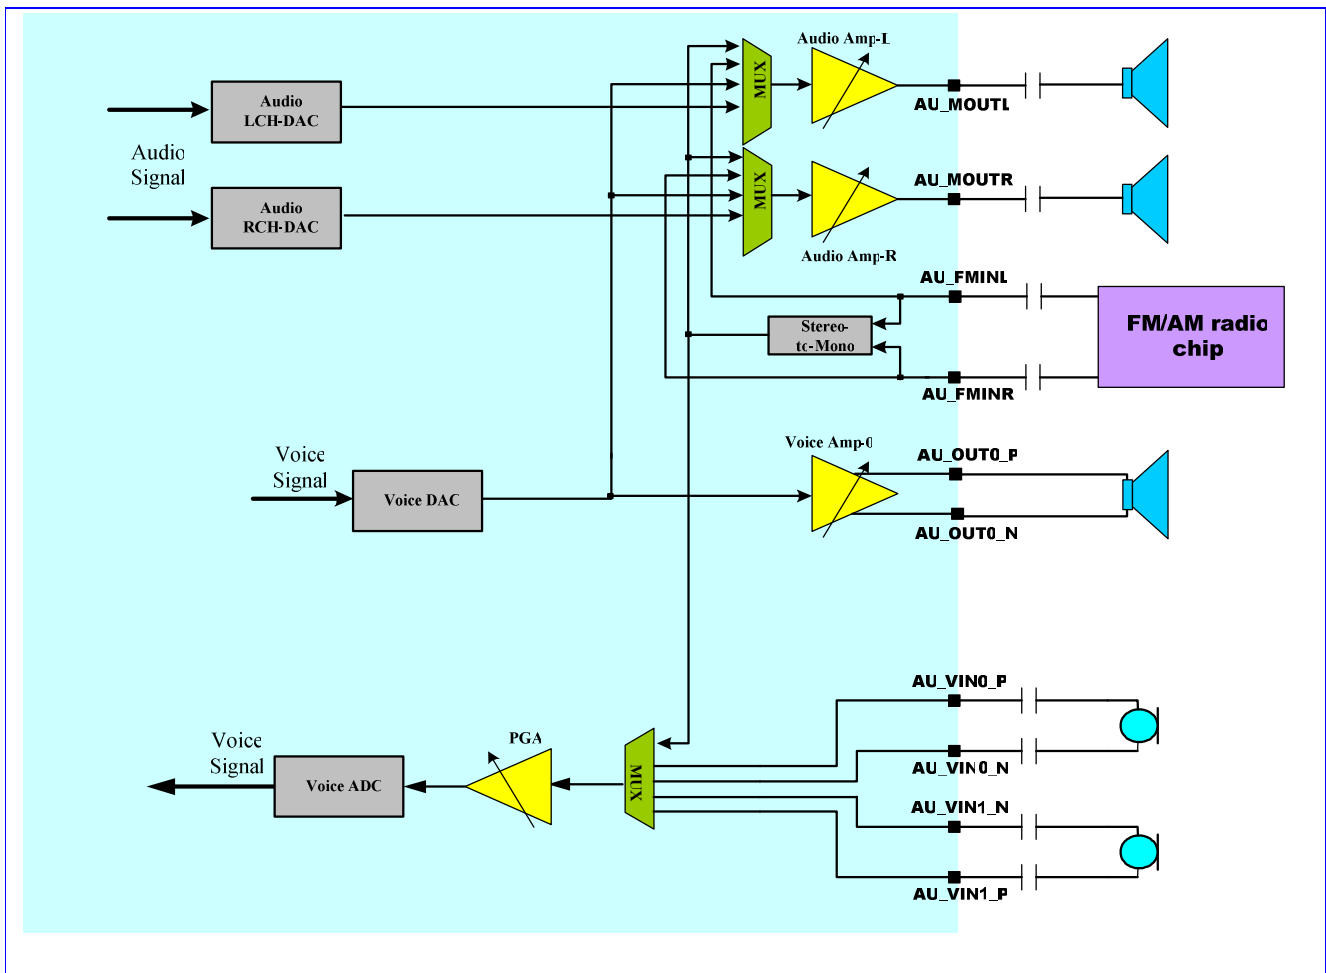 Audio Amp-L
MUX
Audio
LCH-DAC
AU_MOUTL
Audio
Signal
MUX
AU_MOUTR
Audio
RCH-DAC
Audio Amp-R
AU_FMINL
Stereo-
to-Mono
FM/AM radio
chip
AU_FMINR
Voice Amp-0
Voice
Signal
AU_OUT0_P
Voice DAC
AU_OUT0_N
AU_VIN0_P
Voice
Signal
PGA
MUX
AU_VIN0_N
Voice ADC
AU_VIN1_N
AU_VIN1_P